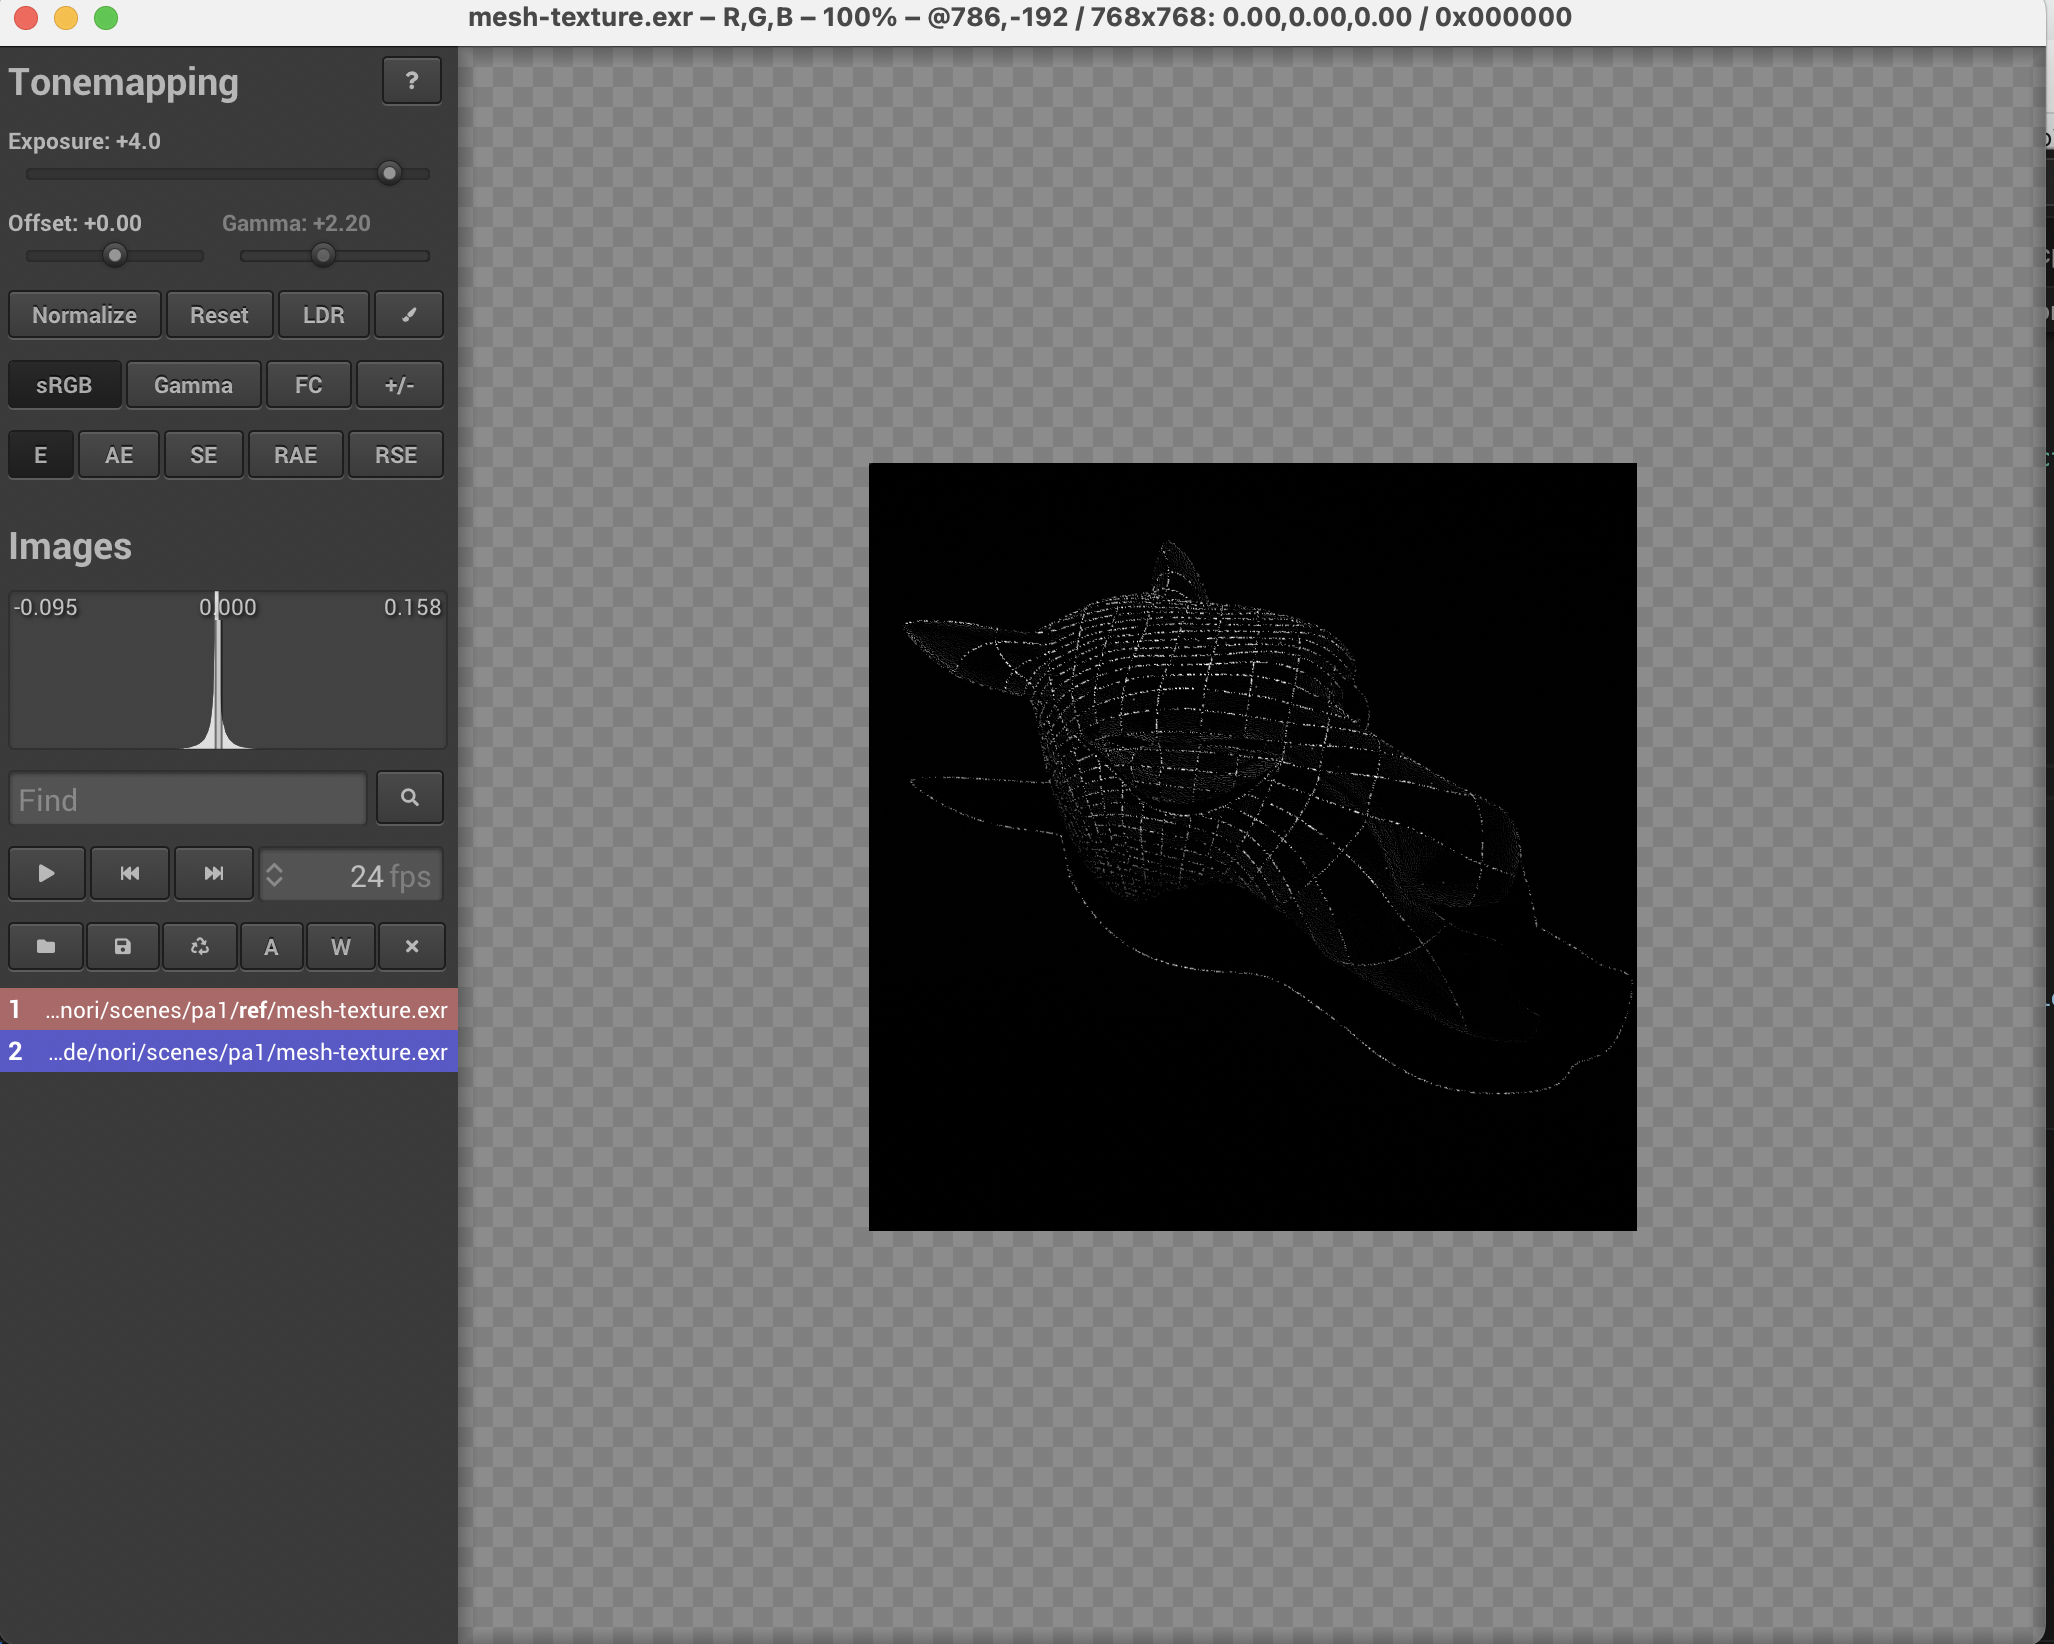 mesh-texture.exr – R,G,B – 100% – @786,-192 / 768x768: 0.00,0.00,0.00 / 0x000000
Tonemapping ?
Exposure: +4.0
Offset: +0.00 Gamma: +2.20
Normalize Reset LDR
sRGB Gamma FC +/-
E AE SE RAE RSE
Images
-0.095 0.000 0.158
Find
24 fps
A W
1 ...nori/scenes/pa1/ref/mesh-texture.exr
2 ...de/nori/scenes/pa1/mesh-texture.exr